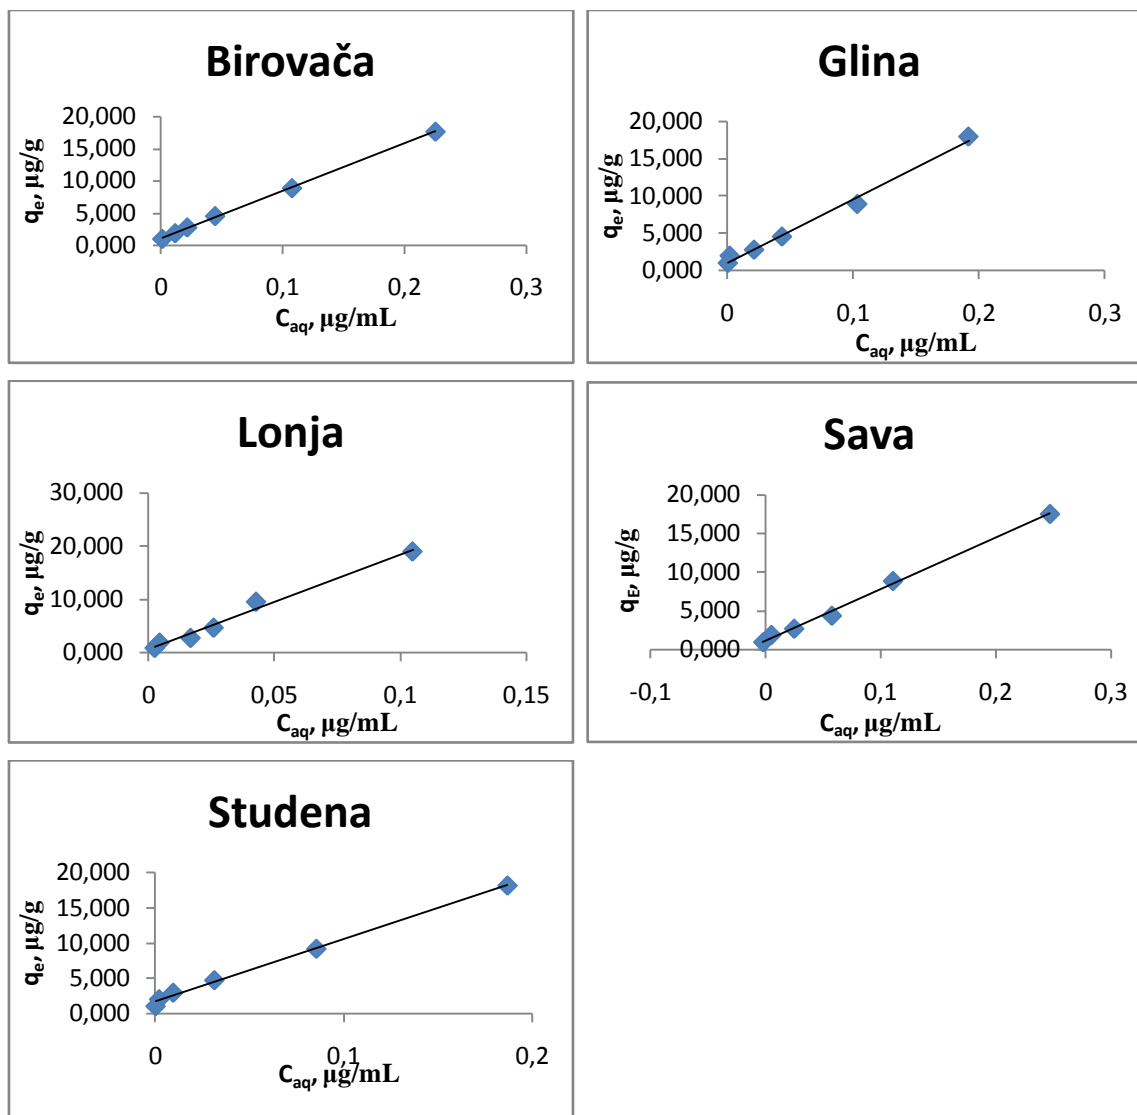 Birovača
20,000
15,000
10,000
5,000
0,000
qe, µg/g
0 0,1 0,2 0,3
Caq, µg/mL
Glina
20,000
15,000
10,000
5,000
0,000
qe, µg/g
0 0,1 0,2 0,3
Caq, µg/mL
Lonja
30,000
20,000
10,000
0,000
qe, µg/g
0 0,05 0,1 0,15
Caq, µg/mL
Sava
20,000
15,000
10,000
5,000
0,000
qE, µg/g
-0,1 0 0,1 0,2 0,3
Caq, µg/mL
Studena
20,000
15,000
10,000
5,000
0,000
qe, µg/g
0 0,1 0,2
Caq, µg/mL